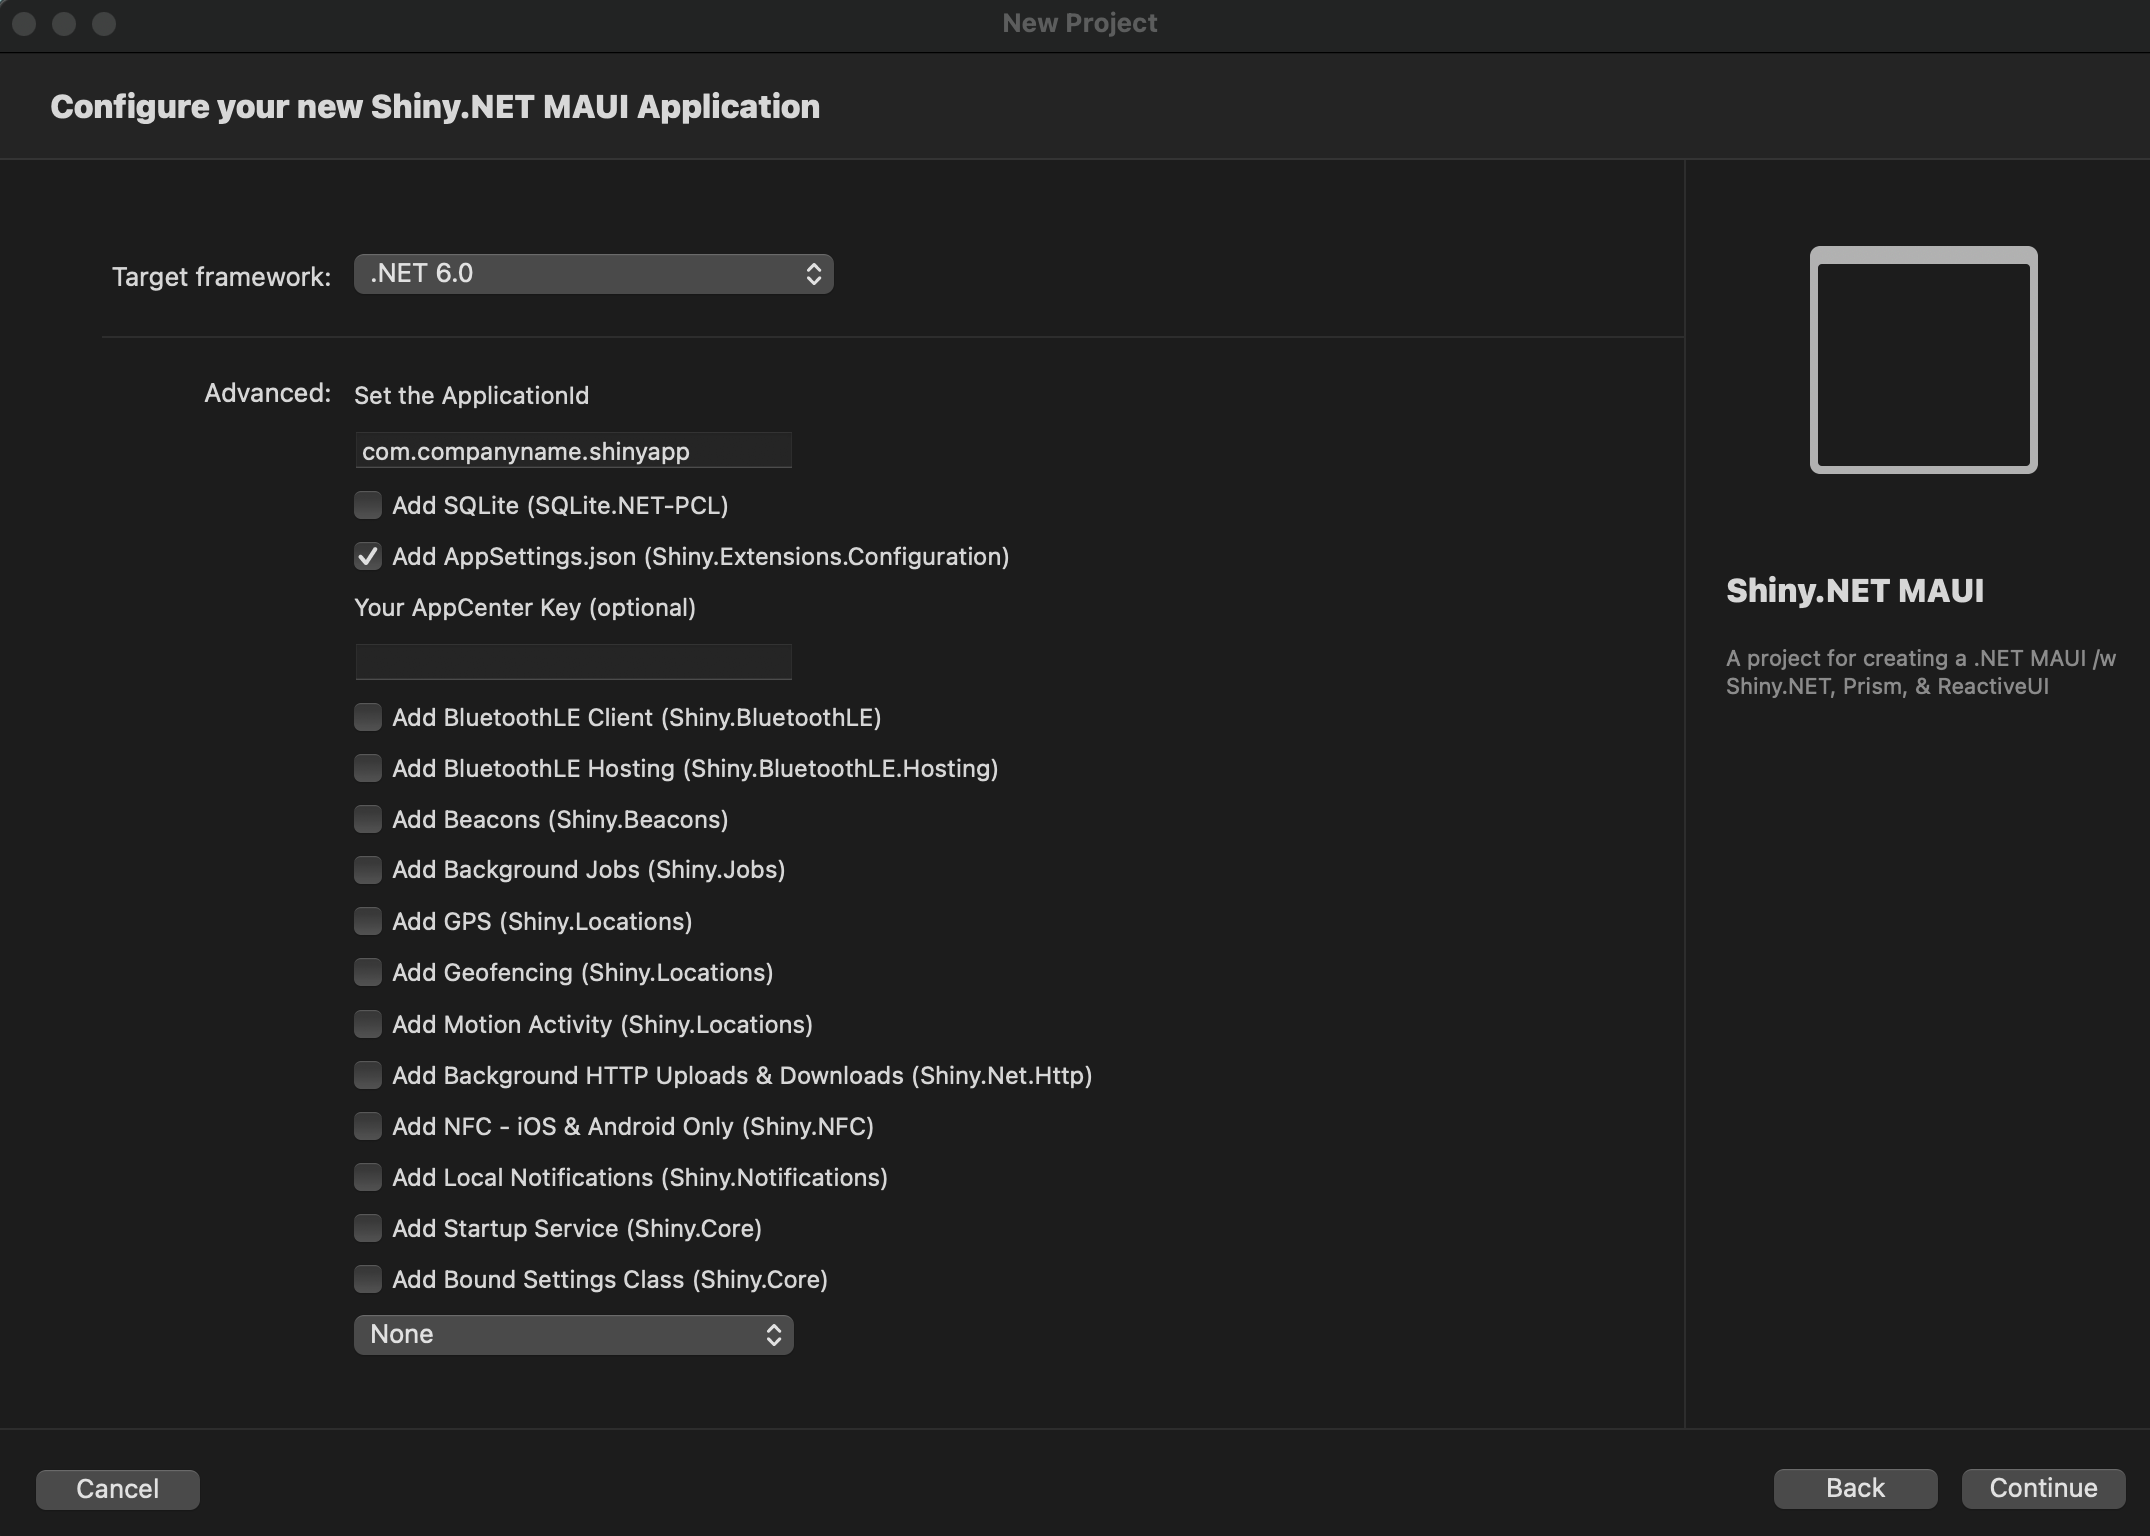 New Project
Configure your new Shiny.NET MAUI Application
Target framework:
.NET 6.0
Advanced:
Set the ApplicationId
com.companyname.shinyapp
Add SQLite (SQLite.NET-PCL)
Add AppSettings.json (Shiny.Extensions.Configuration)
Your AppCenter Key (optional)
Add BluetoothLE Client (Shiny.BluetoothLE)
Add BluetoothLE Hosting (Shiny.BluetoothLE.Hosting)
Add Beacons (Shiny.Beacons)
Add Background Jobs (Shiny.Jobs)
Add GPS (Shiny.Locations)
Add Geofencing (Shiny.Locations)
Add Motion Activity (Shiny.Locations)
Add Background HTTP Uploads & Downloads (Shiny.Net.Http)
Add NFC - iOS & Android Only (Shiny.NFC)
Add Local Notifications (Shiny.Notifications)
Add Startup Service (Shiny.Core)
Add Bound Settings Class (Shiny.Core)
None
Shiny.NET MAUI
A project for creating a .NET MAUI /w
Shiny.NET, Prism, & ReactiveUI
Cancel
Back
Continue